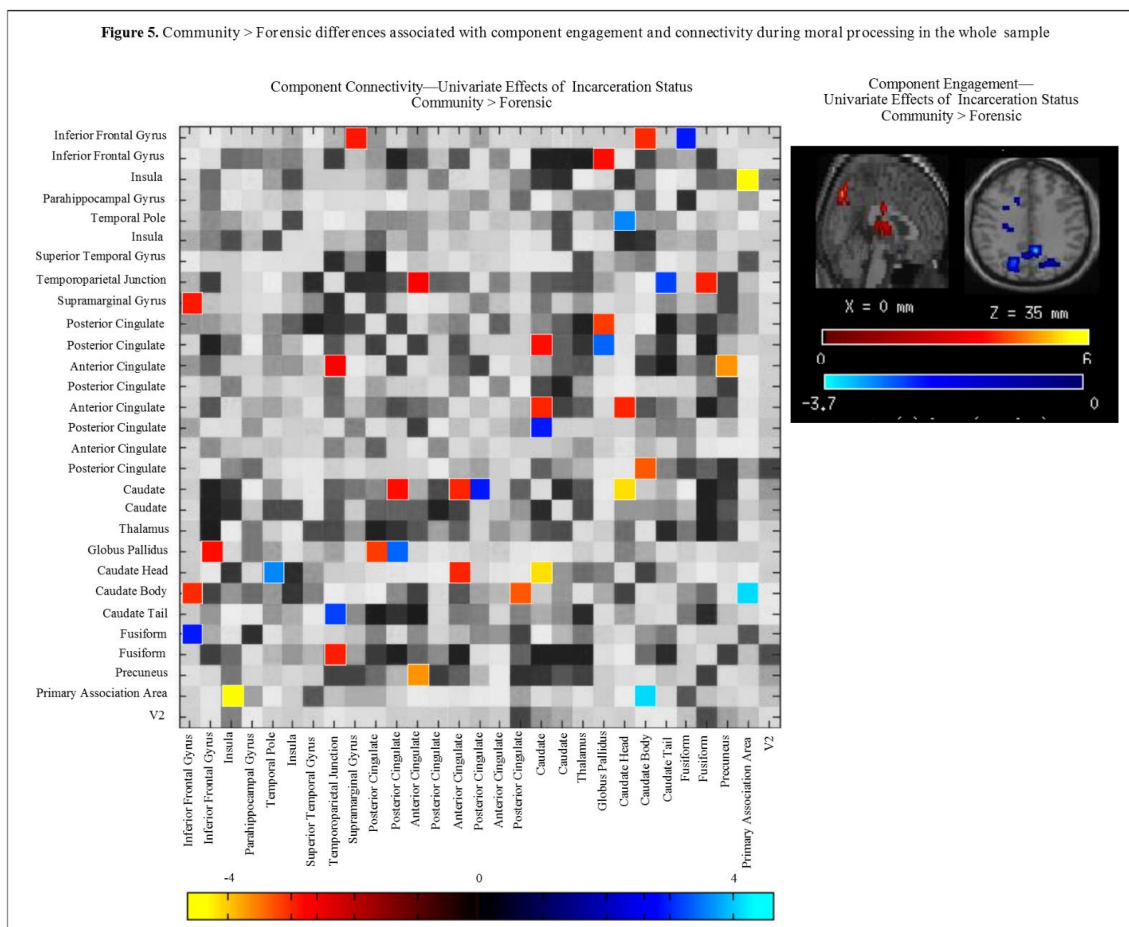 Figure 5. Community > Forensic differences associated with component engagement and connectivity during moral processing in the whole sample
Component Connectivity—Univariate Effects of Incarceration Status
Community > Forensic
Inferior Frontal Gyrus
Inferior Frontal Gyrus
Insula
Parahippocampal Gyrus
Temporal Pole
Insula
Superior Temporal Gyrus
Temporoparietal Junction
Supramarginal Gyrus
Posterior Cingulate
Posterior Cingulate
Anterior Cingulate
Posterior Cingulate
Anterior Cingulate
Posterior Cingulate
Anterior Cingulate
Posterior Cingulate
Caudate
Caudate
Thalamus
Globus Pallidus
Caudate Head
Caudate Body
Caudate Tail
Fusiform
Fusiform
Precuneus
Primary Association Area
V2
Inferior Frontal Gyrus
Inferior Frontal Gyrus
Insula
Parahippocampal Gyrus
Temporal Pole
Insula
Superior Temporal Gyrus
Temporoparietal Junction
Supramarginal Gyrus
Posterior Cingulate
Posterior Cingulate
Anterior Cingulate
Posterior Cingulate
Anterior Cingulate
Posterior Cingulate
Anterior Cingulate
Posterior Cingulate
Caudate
Caudate
Thalamus
Globus Pallidus
Caudate Head
Caudate Body
Caudate Tail
Fusiform
Fusiform
Precuneus
Primary Association Area
V2
-4 0 4
Component Engagement—
Univariate Effects of Incarceration Status
Community > Forensic
X = 0 mm Z = 35 mm
0 6
-3.7 0